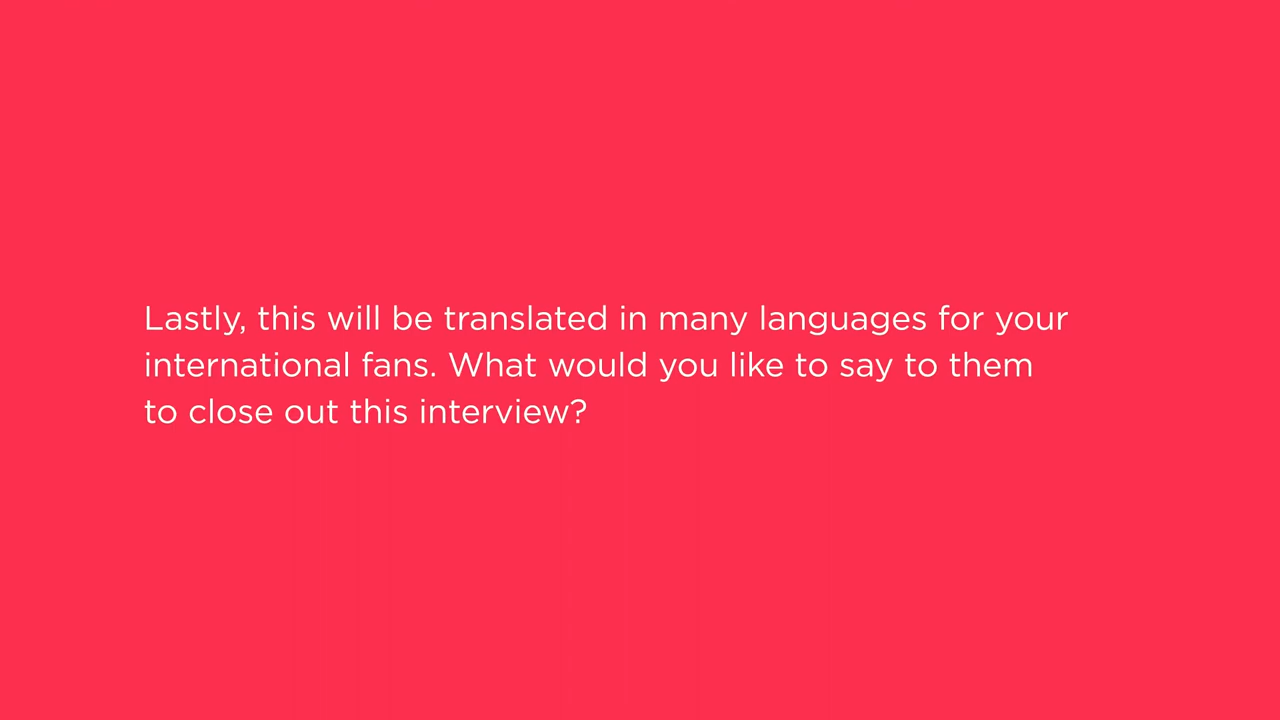 Lastly, this will be translated in many languages for your
international fans. What would you like to say to them
to close out this interview?